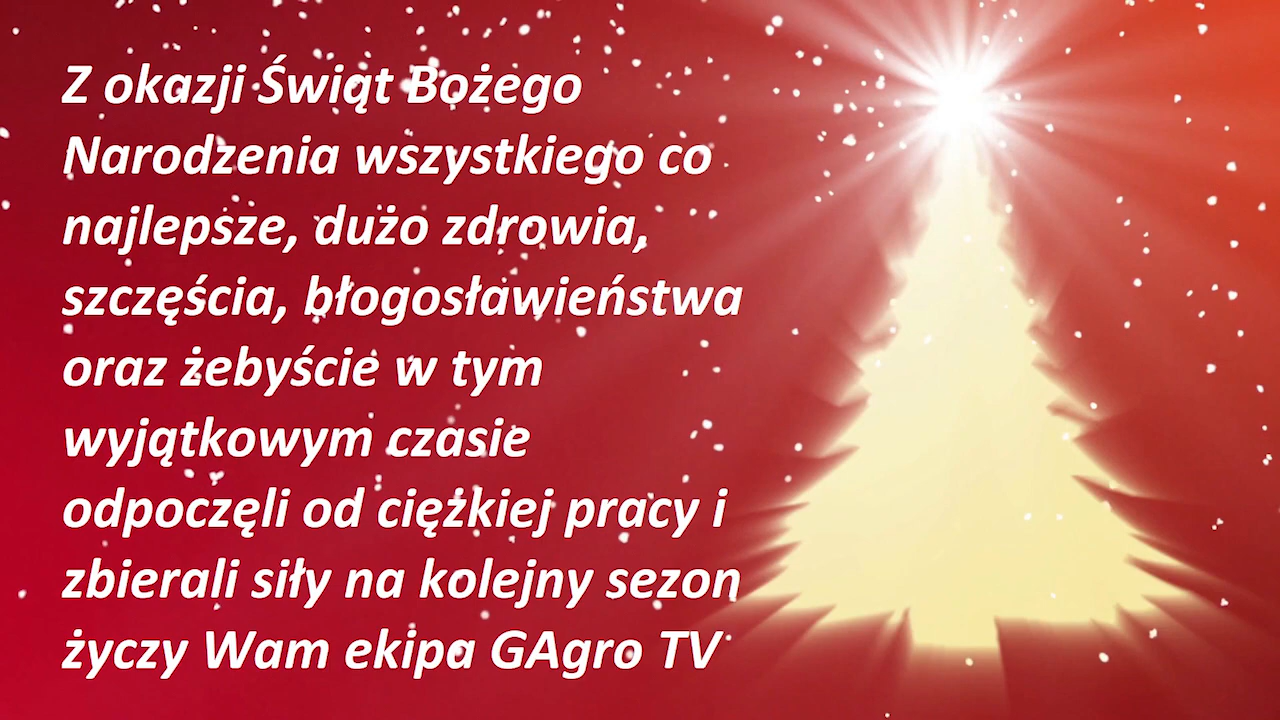 Z okazji Świąt Bożego
Narodzenia wszystkiego co
najlepsze, dużo zdrowia,
szczęścia, błogosławieństwa
oraz żebyście w tym
wyjątkowym czasie
odpoczęli od ciężkiej pracy i
zbierali siły na kolejny sezon
życzy Wam ekipa GAgro TV